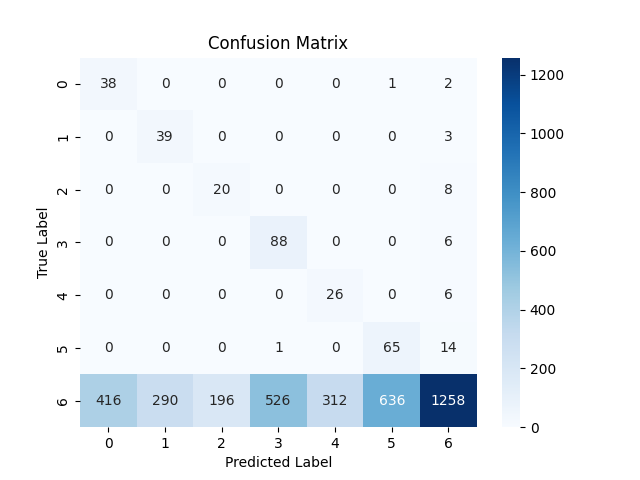 Confusion Matrix
0 38 0 0 0 0 1 2
1 0 39 0 0 0 0 3
2 0 0 20 0 0 0 8
3 0 0 0 88 0 0 6
4 0 0 0 0 26 0 6
5 0 0 0 1 0 65 14
6 416 290 196 526 312 636 1258
0 1 2 3 4 5 6
Predicted Label
True Label
1200
1000
800
600
400
200
0